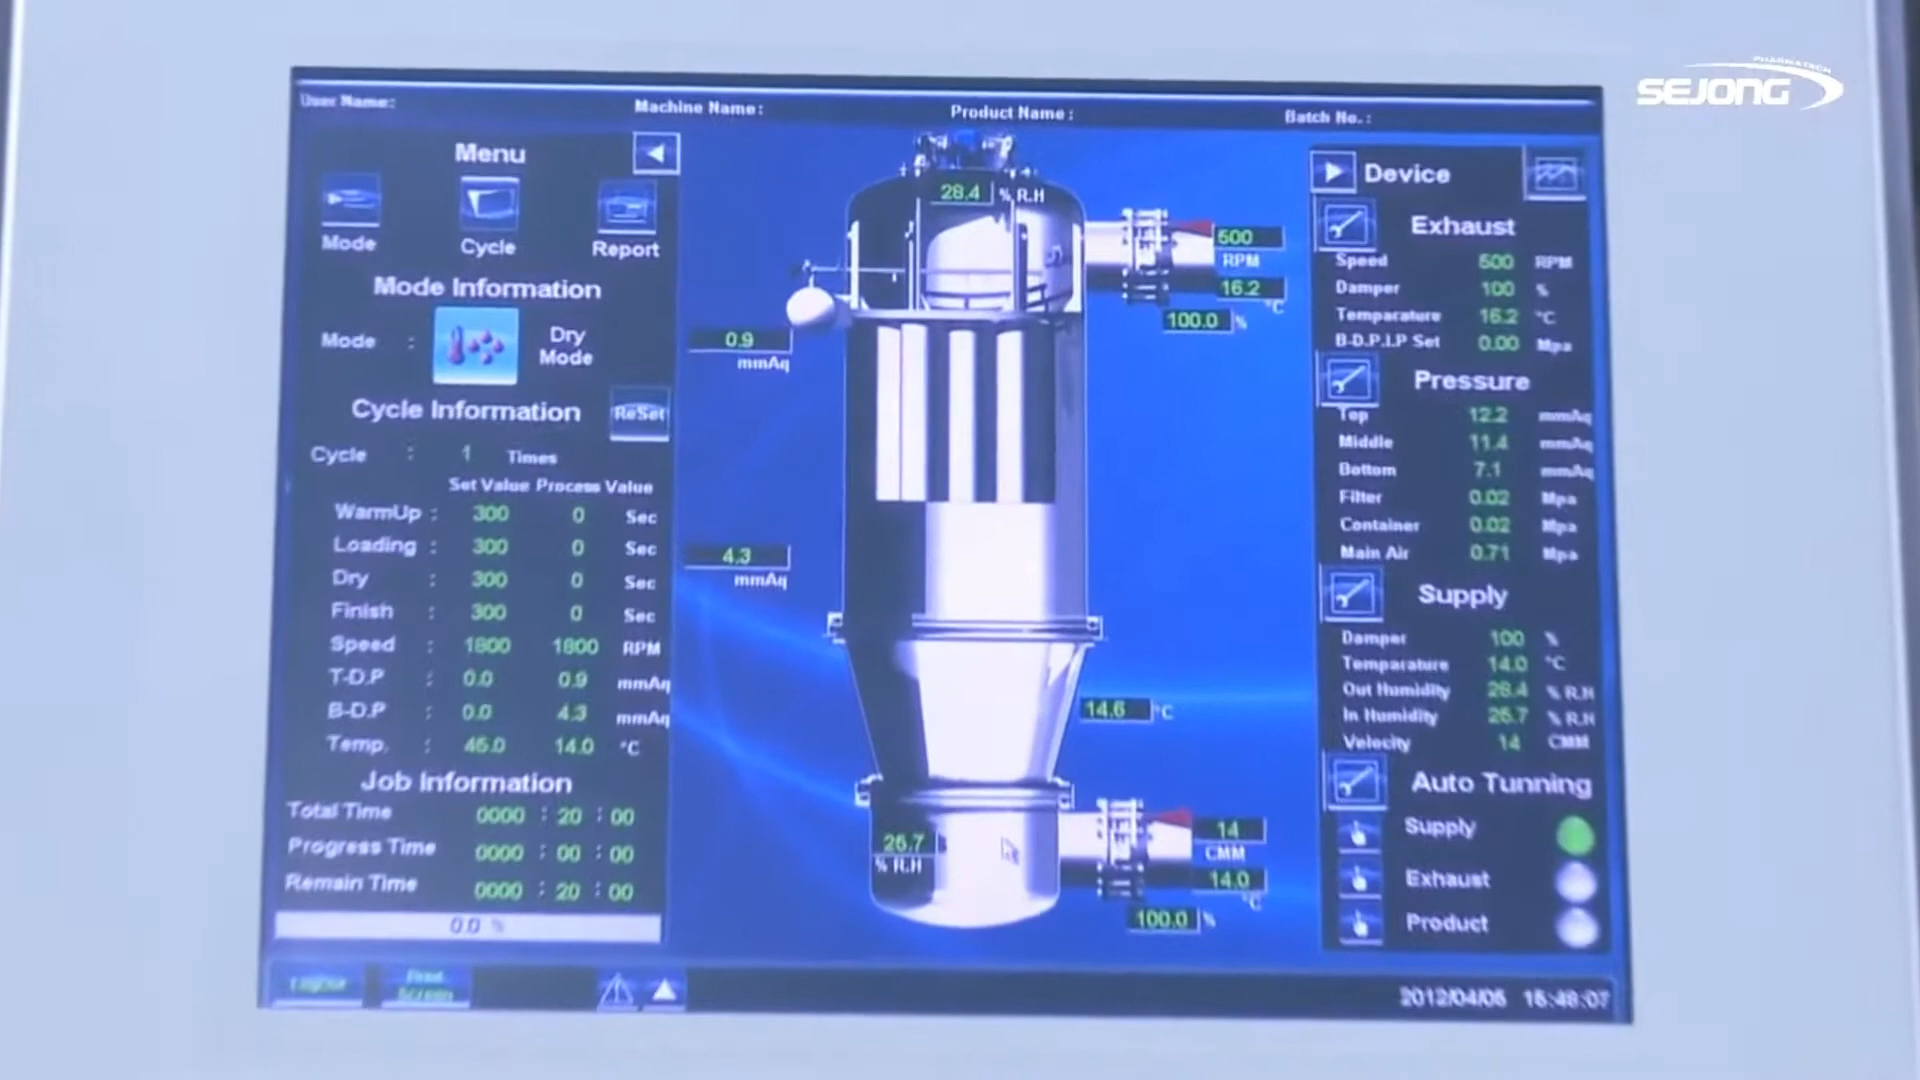 PHARMATECH
SEJONG
User Name:
Machine Name:
Product Name :
Batch No. :
Menu
Mode
Cycle
Report
Mode Information
Mode :
Dry
Mode
Cycle Information
ReSet
Cycle : 1 Times
Set Value Process Value
WarmUp : 300 0 Sec
Loading : 300 0 Sec
Dry : 300 0 Sec
Finish : 300 0 Sec
Speed : 1800 1800 RPM
T-D.P : 0.0 0.9 mmAq
B-D.P : 0.0 4.3 mmAq
Temp. : 14.0 °C
Job Information
Total Time 0000 : 20 : 00
Progress Time 0000 : 00 : 00
Remain Time 0000 : 20 : 00
0.0 %
28.4 % R.H
500
RPM
16.2
°C
100.0 %
0.9
mmAq
4.3
mmAq
14.6 °C
26.7
% R.H
14
CMM
14.0
°C
100.0 %
Device
Exhaust
Speed 500 RPM
Damper 100 %
Temparature 16.2 °C
B-D.P.I.P Set 0.00 Mpa
Pressure
Top 12.2 mmAq
Middle 11.4 mmAq
Bottom 7.1 mmAq
Filter 0.02 Mpa
Container 0.02 Mpa
Main Air 0.71 Mpa
Supply
Damper 100 %
Temparature 14.0 °C
Out Humidity 28.4 % R.H
In Humidity 26.7 % R.H
Velocity 14 CMM
Auto Tunning
Supply
Exhaust
Product
Screen